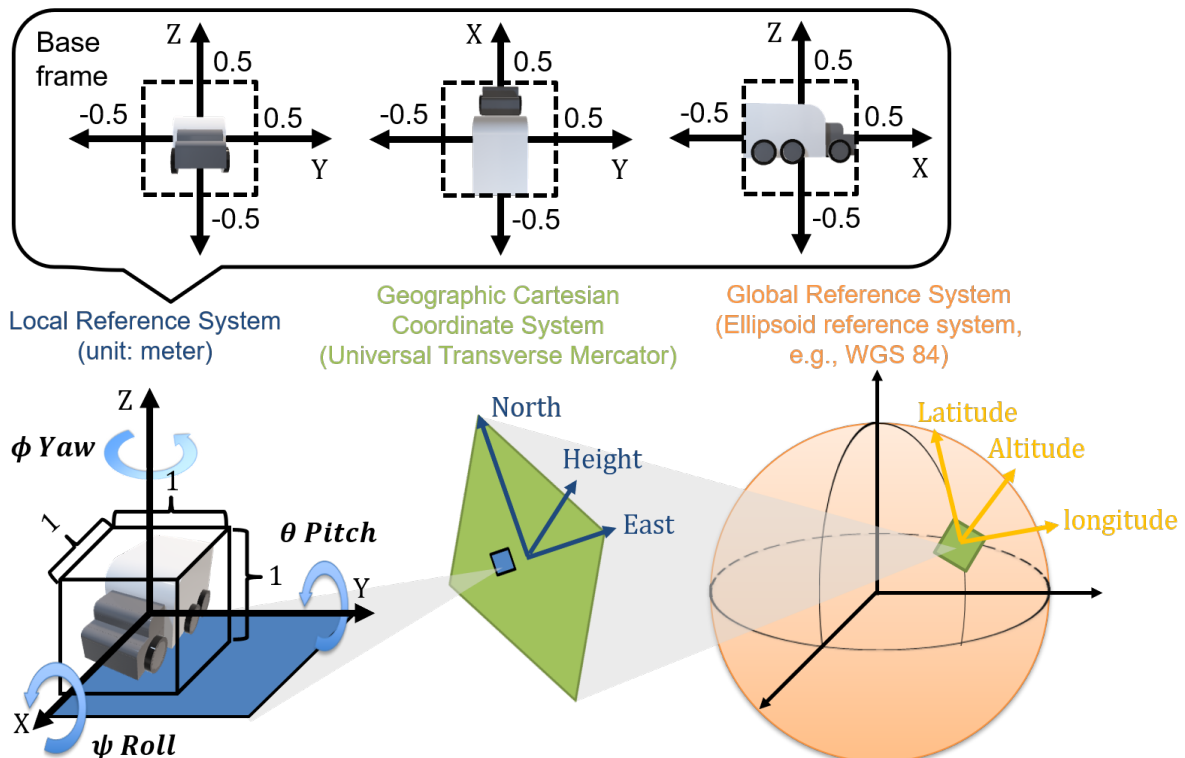 Base
frame
Z
0.5
-0.5
0.5
Y
-0.5
X
0.5
-0.5
0.5
Y
-0.5
Z
0.5
-0.5
0.5
X
-0.5
Local Reference System
(unit: meter)
Geographic Cartesian
Coordinate System
(Universal Transverse Mercator)
Global Reference System
(Ellipsoid reference system,
e.g., WGS 84)
Z
ϕ Yaw
1
1
1
θ Pitch
Y
X
ψ Roll
North
Height
East
Latitude
Altitude
longitude